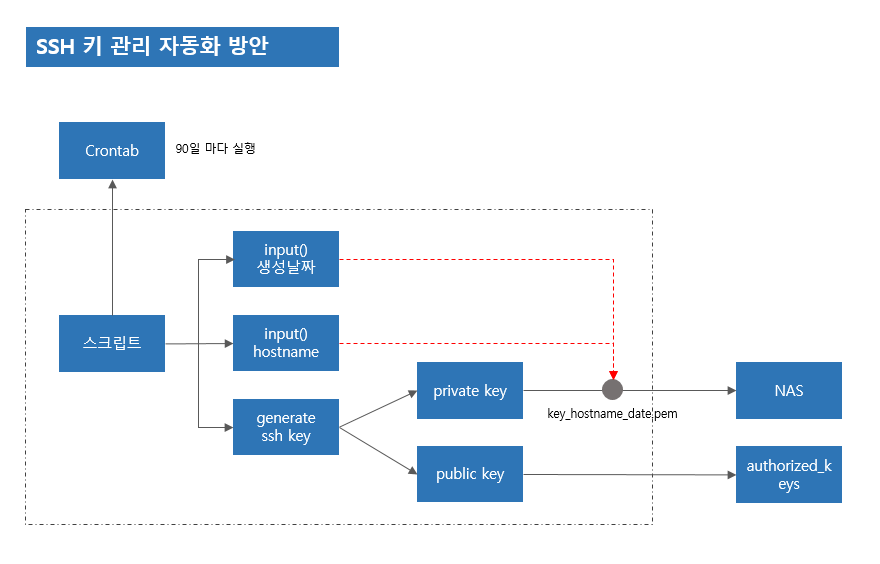 SSH 키 관리 자동화 방안
Crontab
90일 마다 실행
input()
생성날짜
스크립트
input()
hostname
generate
ssh key
private key
key_hostname_date.pem
NAS
public key
authorized_k
eys